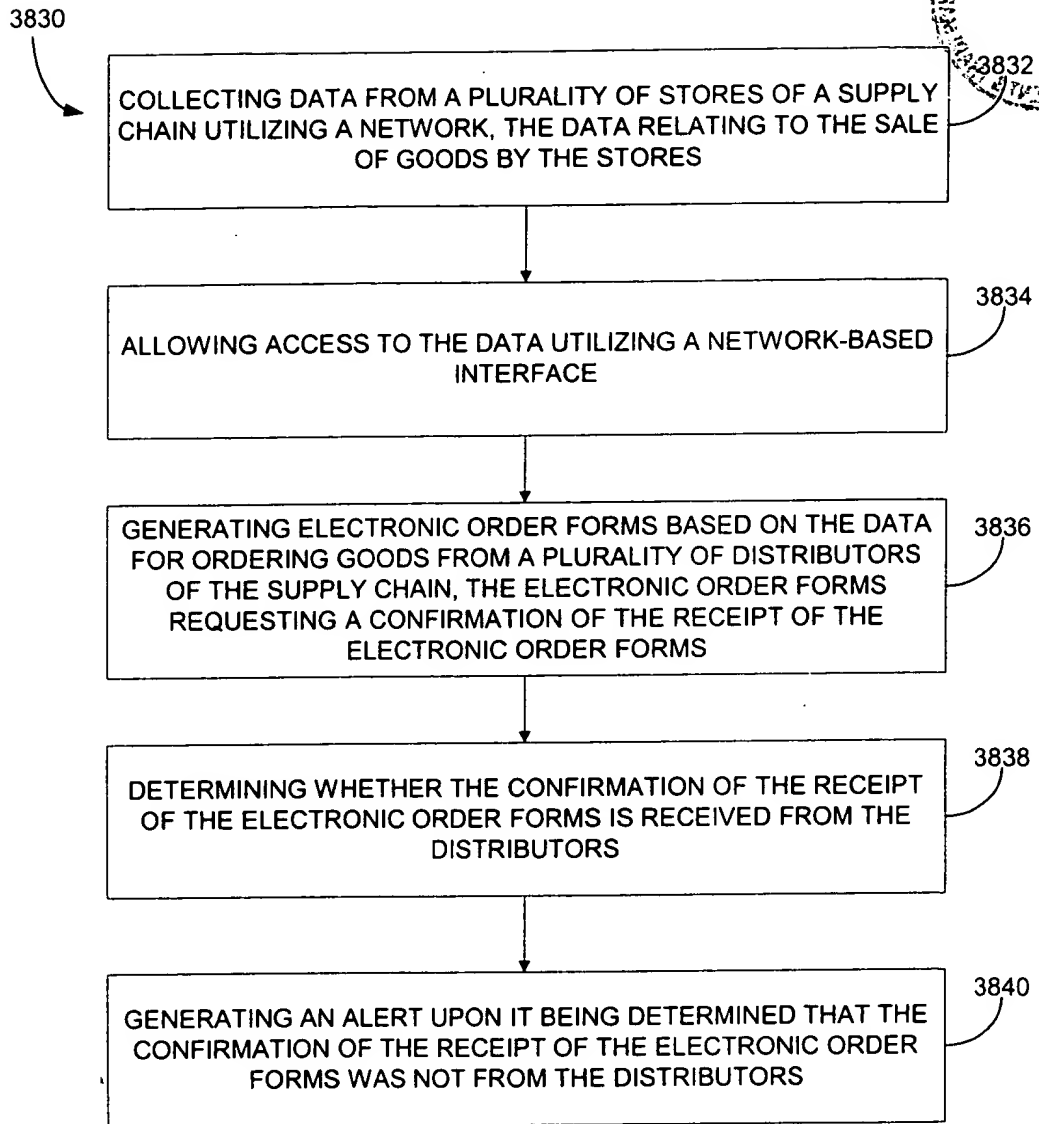 3830
3832
COLLECTING DATA FROM A PLURALITY OF STORES OF A SUPPLY
CHAIN UTILIZING A NETWORK, THE DATA RELATING TO THE SALE
OF GOODS BY THE STORES
3834
ALLOWING ACCESS TO THE DATA UTILIZING A NETWORK-BASED
INTERFACE
3836
GENERATING ELECTRONIC ORDER FORMS BASED ON THE DATA
FOR ORDERING GOODS FROM A PLURALITY OF DISTRIBUTORS
OF THE SUPPLY CHAIN, THE ELECTRONIC ORDER FORMS
REQUESTING A CONFIRMATION OF THE RECEIPT OF THE
ELECTRONIC ORDER FORMS
3838
DETERMINING WHETHER THE CONFIRMATION OF THE RECEIPT
OF THE ELECTRONIC ORDER FORMS IS RECEIVED FROM THE
DISTRIBUTORS
3840
GENERATING AN ALERT UPON IT BEING DETERMINED THAT THE
CONFIRMATION OF THE RECEIPT OF THE ELECTRONIC ORDER
FORMS WAS NOT FROM THE DISTRIBUTORS